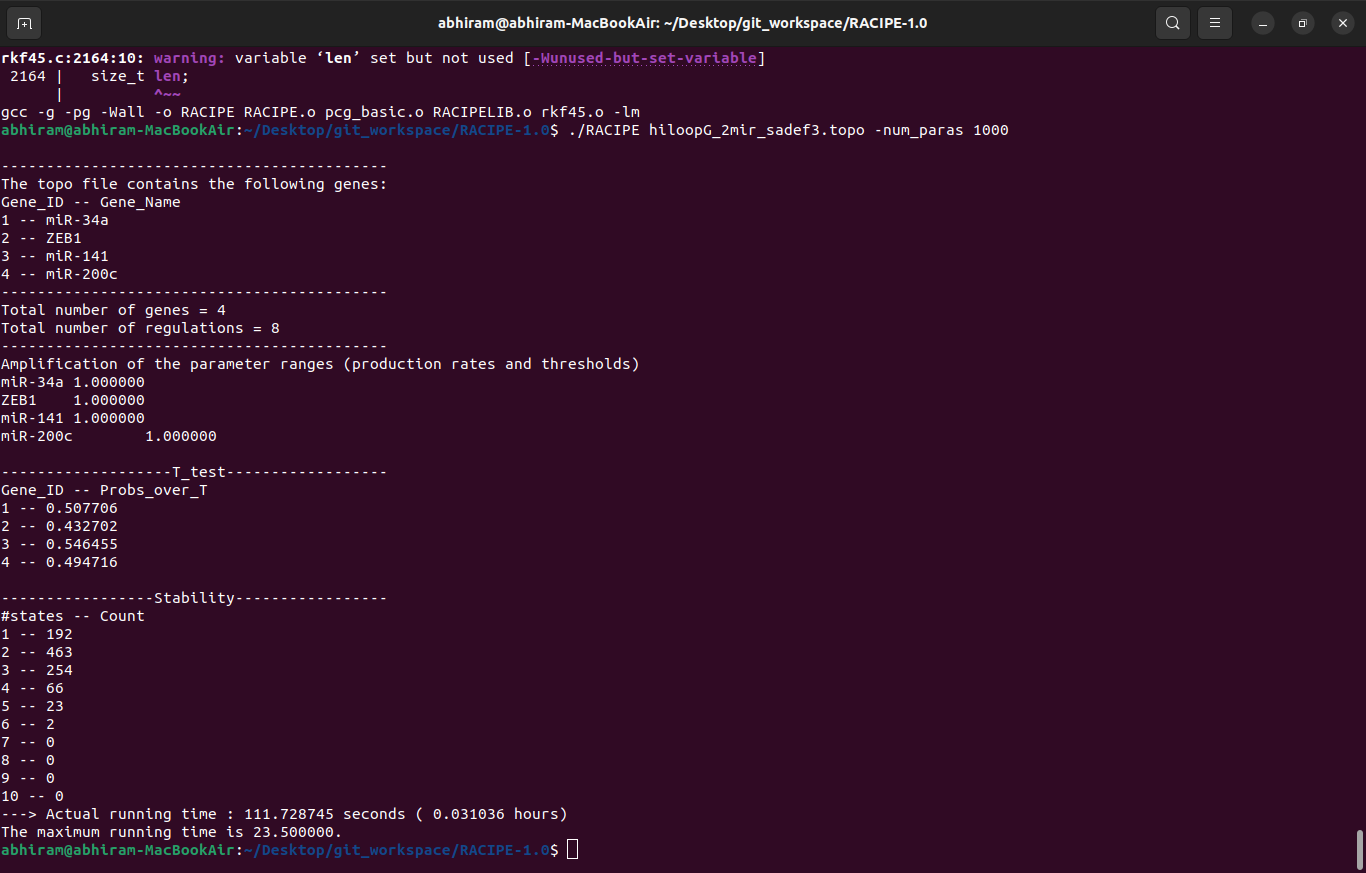 abhiram@abhiram-MacBookAir: ~/Desktop/git_workspace/RACIPE-1.0
rkf45.c:2164:10: warning: variable ‘len’ set but not used [-Wunused-but-set-variable]
 2164 |   size_t len;
      |          ^~~
gcc -g -pg -Wall -o RACIPE RACIPE.o pcg_basic.o RACIPELIB.o rkf45.o -lm
abhiram@abhiram-MacBookAir:~/Desktop/git_workspace/RACIPE-1.0$ ./RACIPE hiloopG_2mir_sadef3.topo -num_paras 1000
-------------------------------------------
The topo file contains the following genes:
Gene_ID -- Gene_Name
1 -- miR-34a
2 -- ZEB1
3 -- miR-141
4 -- miR-200c
-------------------------------------------
Total number of genes = 4
Total number of regulations = 8
-------------------------------------------
Amplification of the parameter ranges (production rates and thresholds)
miR-34a 1.000000
ZEB1    1.000000
miR-141 1.000000
miR-200c        1.000000
-------------------T_test------------------
Gene_ID -- Probs_over_T
1 -- 0.507706
2 -- 0.432702
3 -- 0.546455
4 -- 0.494716
-----------------Stability-----------------
#states -- Count
1 -- 192
2 -- 463
3 -- 254
4 -- 66
5 -- 23
6 -- 2
7 -- 0
8 -- 0
9 -- 0
10 -- 0
---> Actual running time : 111.728745 seconds ( 0.031036 hours)
The maximum running time is 23.500000.
abhiram@abhiram-MacBookAir:~/Desktop/git_workspace/RACIPE-1.0$